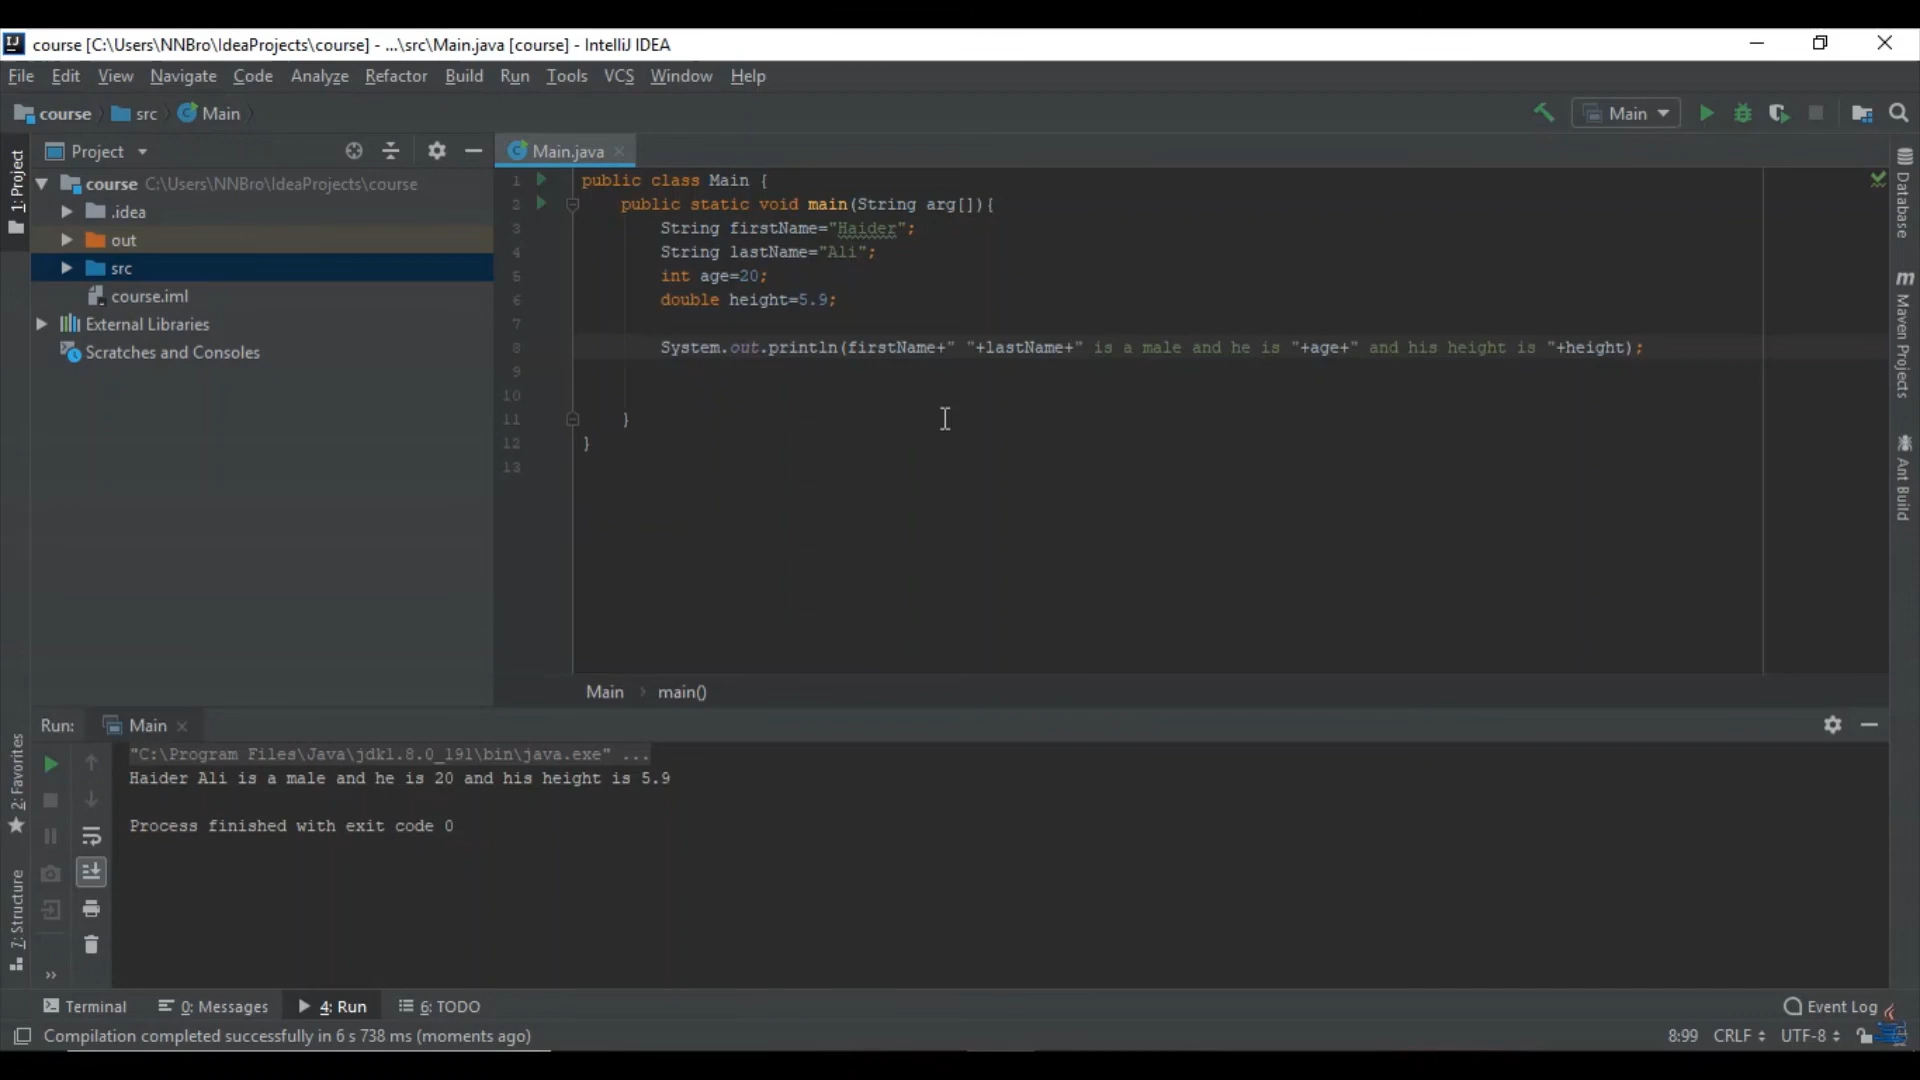 course [C:\Users\NNBro\IdeaProjects\course] - ...\src\Main.java [course] - IntelliJ IDEA
File Edit View Navigate Code Analyze Refactor Build Run Tools VCS Window Help
course src Main
Main
Project
Main.java
course C:\Users\NNBro\IdeaProjects\course
.idea
out
src
course.iml
External Libraries
Scratches and Consoles
1 public class Main {
2 public static void main(String arg[]){
3 String firstName="Haider";
4 String lastName="Ali";
5 int age=20;
6 double height=5.9;
7
8 System.out.println(firstName+" "+lastName+" is a male and he is "+age+" and his height is "+height);
9
10
11 }
12 }
13
Main main()
1: Project
2: Favorites
7: Structure
Database
Maven Projects
Ant Build
Run: Main
"C:\Program Files\Java\jdk1.8.0_191\bin\java.exe" ...
Haider Ali is a male and he is 20 and his height is 5.9
Process finished with exit code 0
Terminal 0: Messages 4: Run 6: TODO Event Log
Compilation completed successfully in 6 s 738 ms (moments ago) 8:99 CRLF UTF-8